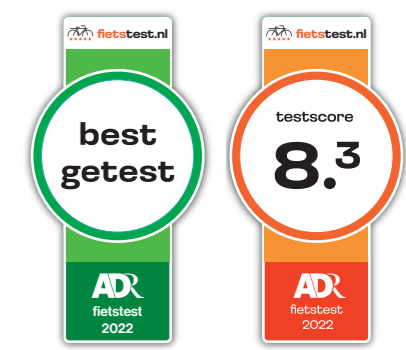 fietstest.nl
best
getest
ADR
fietstest
2022
fietstest.nl
testscore
8.3
ADR
fietstest
2022